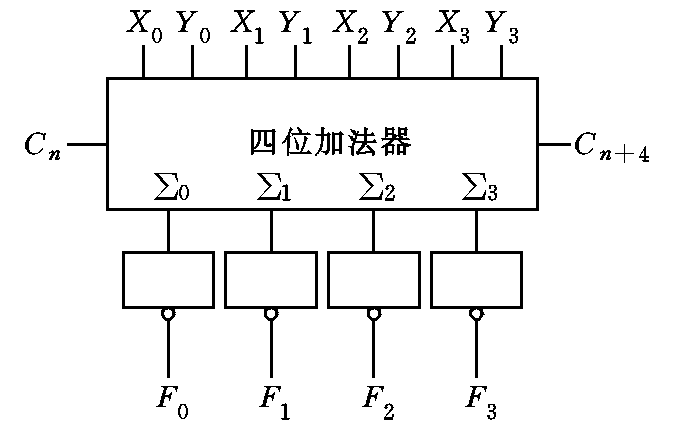 X₀ Y₀ X₁ Y₁ X₂ Y₂ X₃ Y₃
Cₙ 四位加法器 Cₙ₊₄
Σ₀ Σ₁ Σ₂ Σ₃
F₀ F₁ F₂ F₃